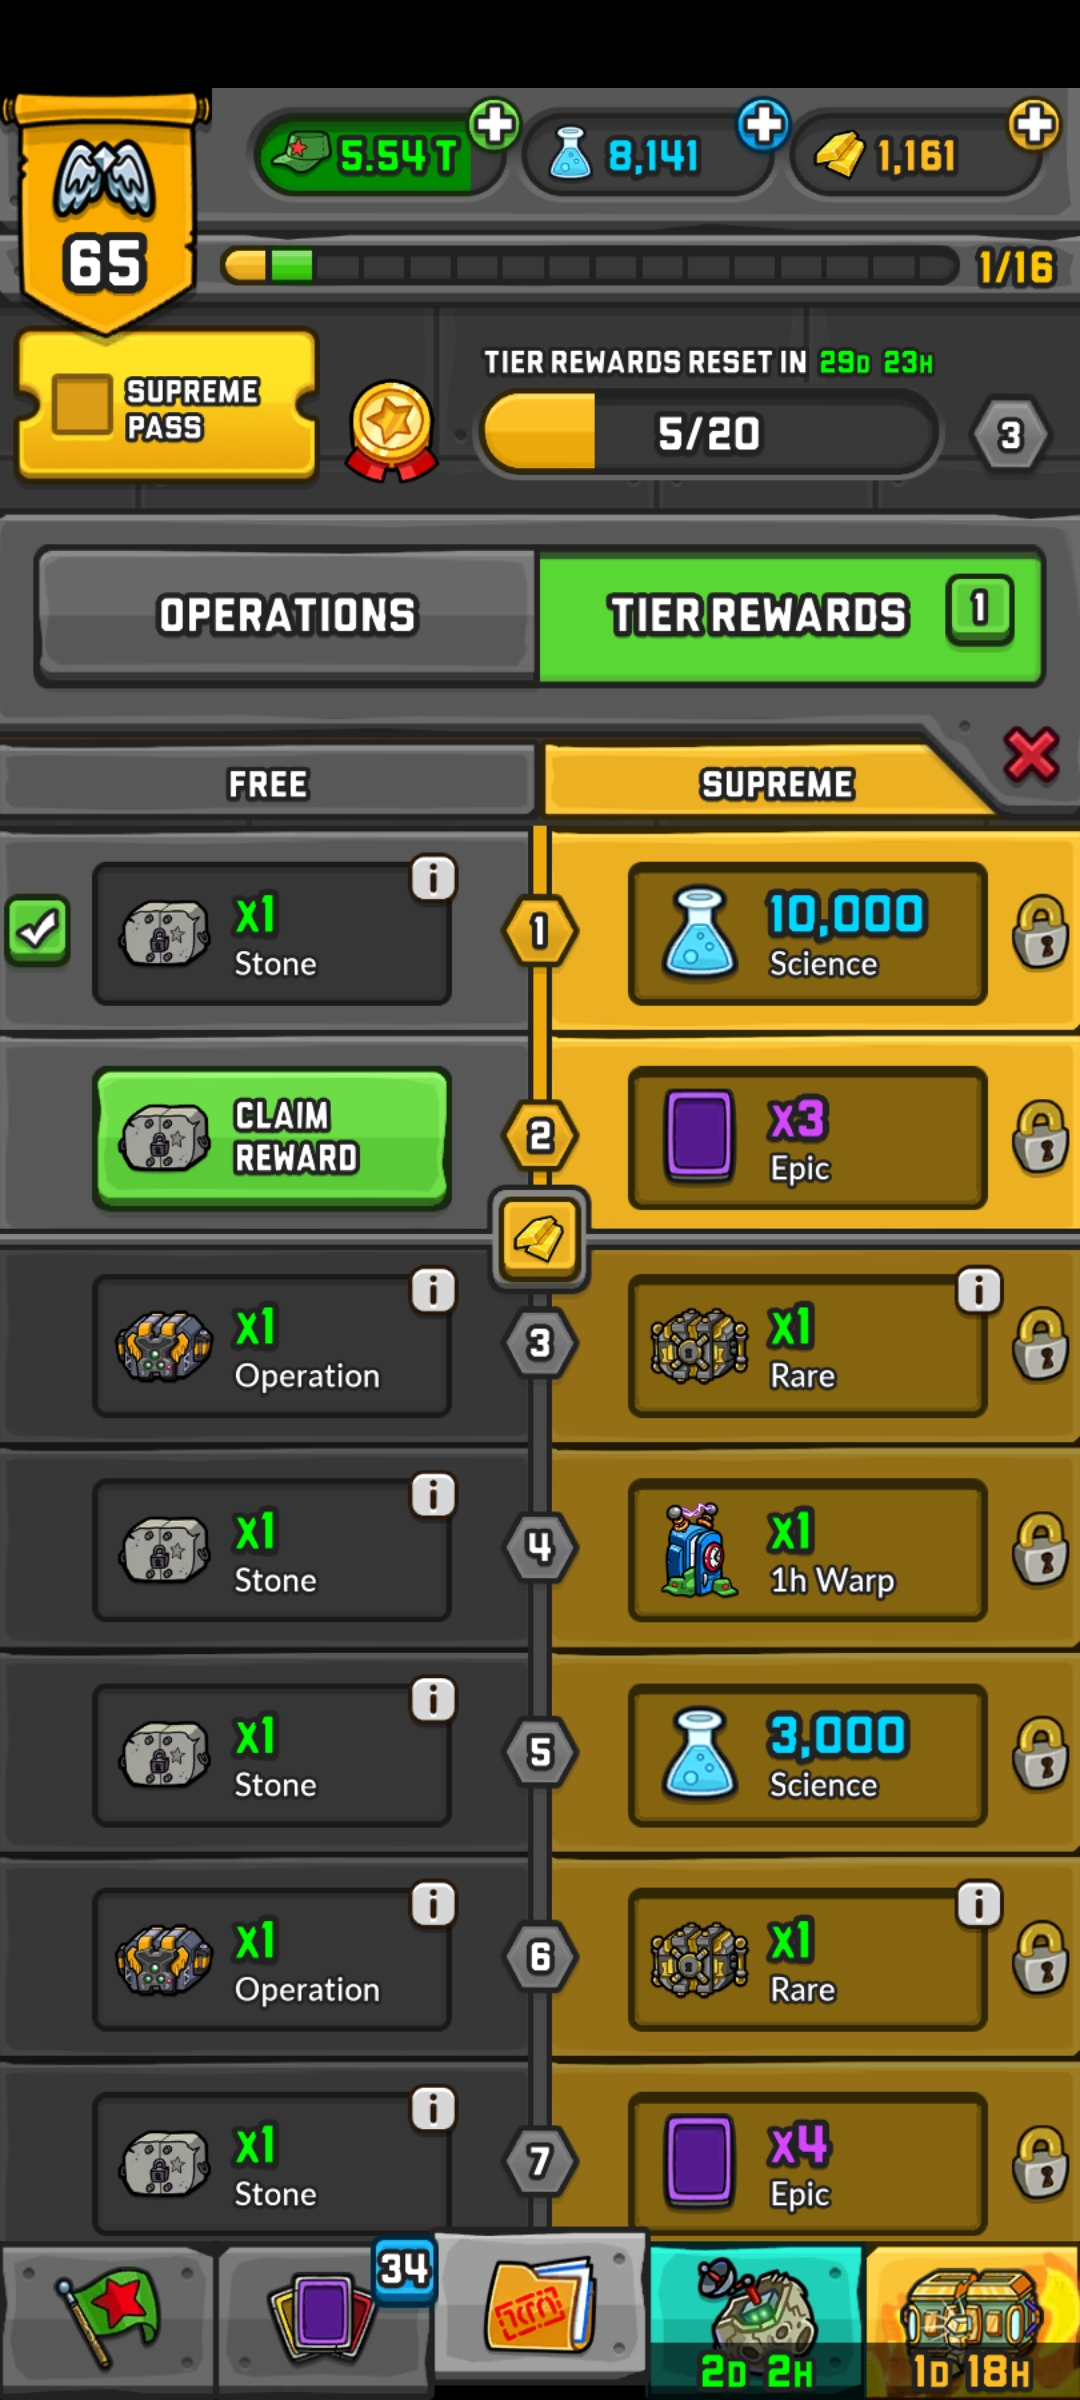 65
5.54T
8,141
1,161
1/16
SUPREME
PASS
TIER REWARDS RESET IN 29D 23H
5/20
3
OPERATIONS
TIER REWARDS
1
FREE
SUPREME
X1
Stone
1
10,000
Science
CLAIM
REWARD
2
X3
Epic
X1
Operation
3
X1
Rare
X1
Stone
4
X1
1h Warp
X1
Stone
5
3,000
Science
X1
Operation
6
X1
Rare
X1
Stone
7
X4
Epic
34
2D 2H
1D 18H